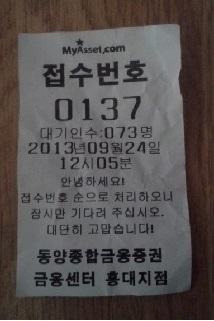 MyAsset.com
접수번호
0137
대기인수:073명
2013년09월24일
12시05분
안녕하세요!
접수번호 순으로 처리하오니
잠시만 기다려 주십시오.
대단히 고맙습니다!
동양종합금융증권
금융센터 홍대지점